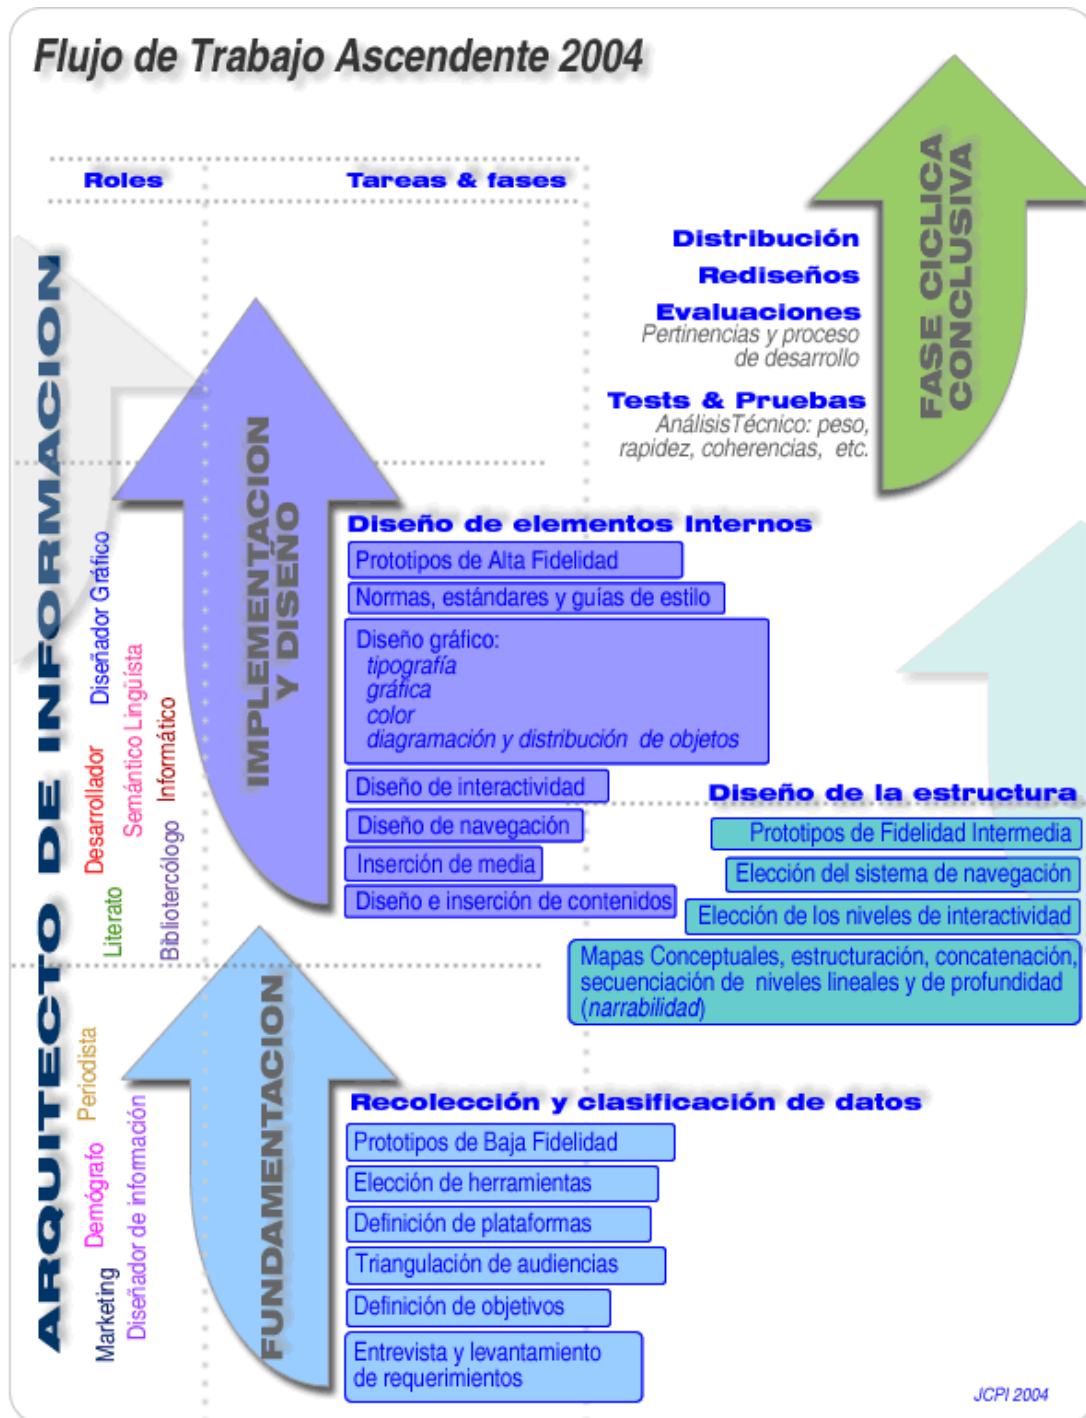 Flujo de Trabajo Ascendente 2004
Roles
Tareas & fases
FASE CICLICA
CONCLUSIVA
Distribución
Rediseños
Evaluaciones
Pertinencias y proceso
de desarrollo
Tests & Pruebas
AnálisisTécnico: peso,
rapidez, coherencias, etc.
ARQUITECTO DE INFORMACION
IMPLEMENTACION
Y DISEÑO
Diseñador Gráfico
Semántico Lingüísta
Informático
Desarrollador
Literato
Bibliotercólogo
Diseño de elementos Internos
Prototipos de Alta Fidelidad
Normas, estándares y guías de estilo
Diseño gráfico:
tipografía
gráfica
color
diagramación y distribución de objetos
Diseño de interactividad
Diseño de navegación
Inserción de media
Diseño e inserción de contenidos
Diseño de la estructura
Prototipos de Fidelidad Intermedia
Elección del sistema de navegación
Elección de los niveles de interactividad
Mapas Conceptuales, estructuración, concatenación,
secuenciación de niveles lineales y de profundidad
(narrabilidad)
FUNDAMENTACION
Periodista
Demógrafo
Diseñador de información
Marketing
Recolección y clasificación de datos
Prototipos de Baja Fidelidad
Elección de herramientas
Definición de plataformas
Triangulación de audiencias
Definición de objetivos
Entrevista y levantamiento
de requerimientos
JCPI 2004